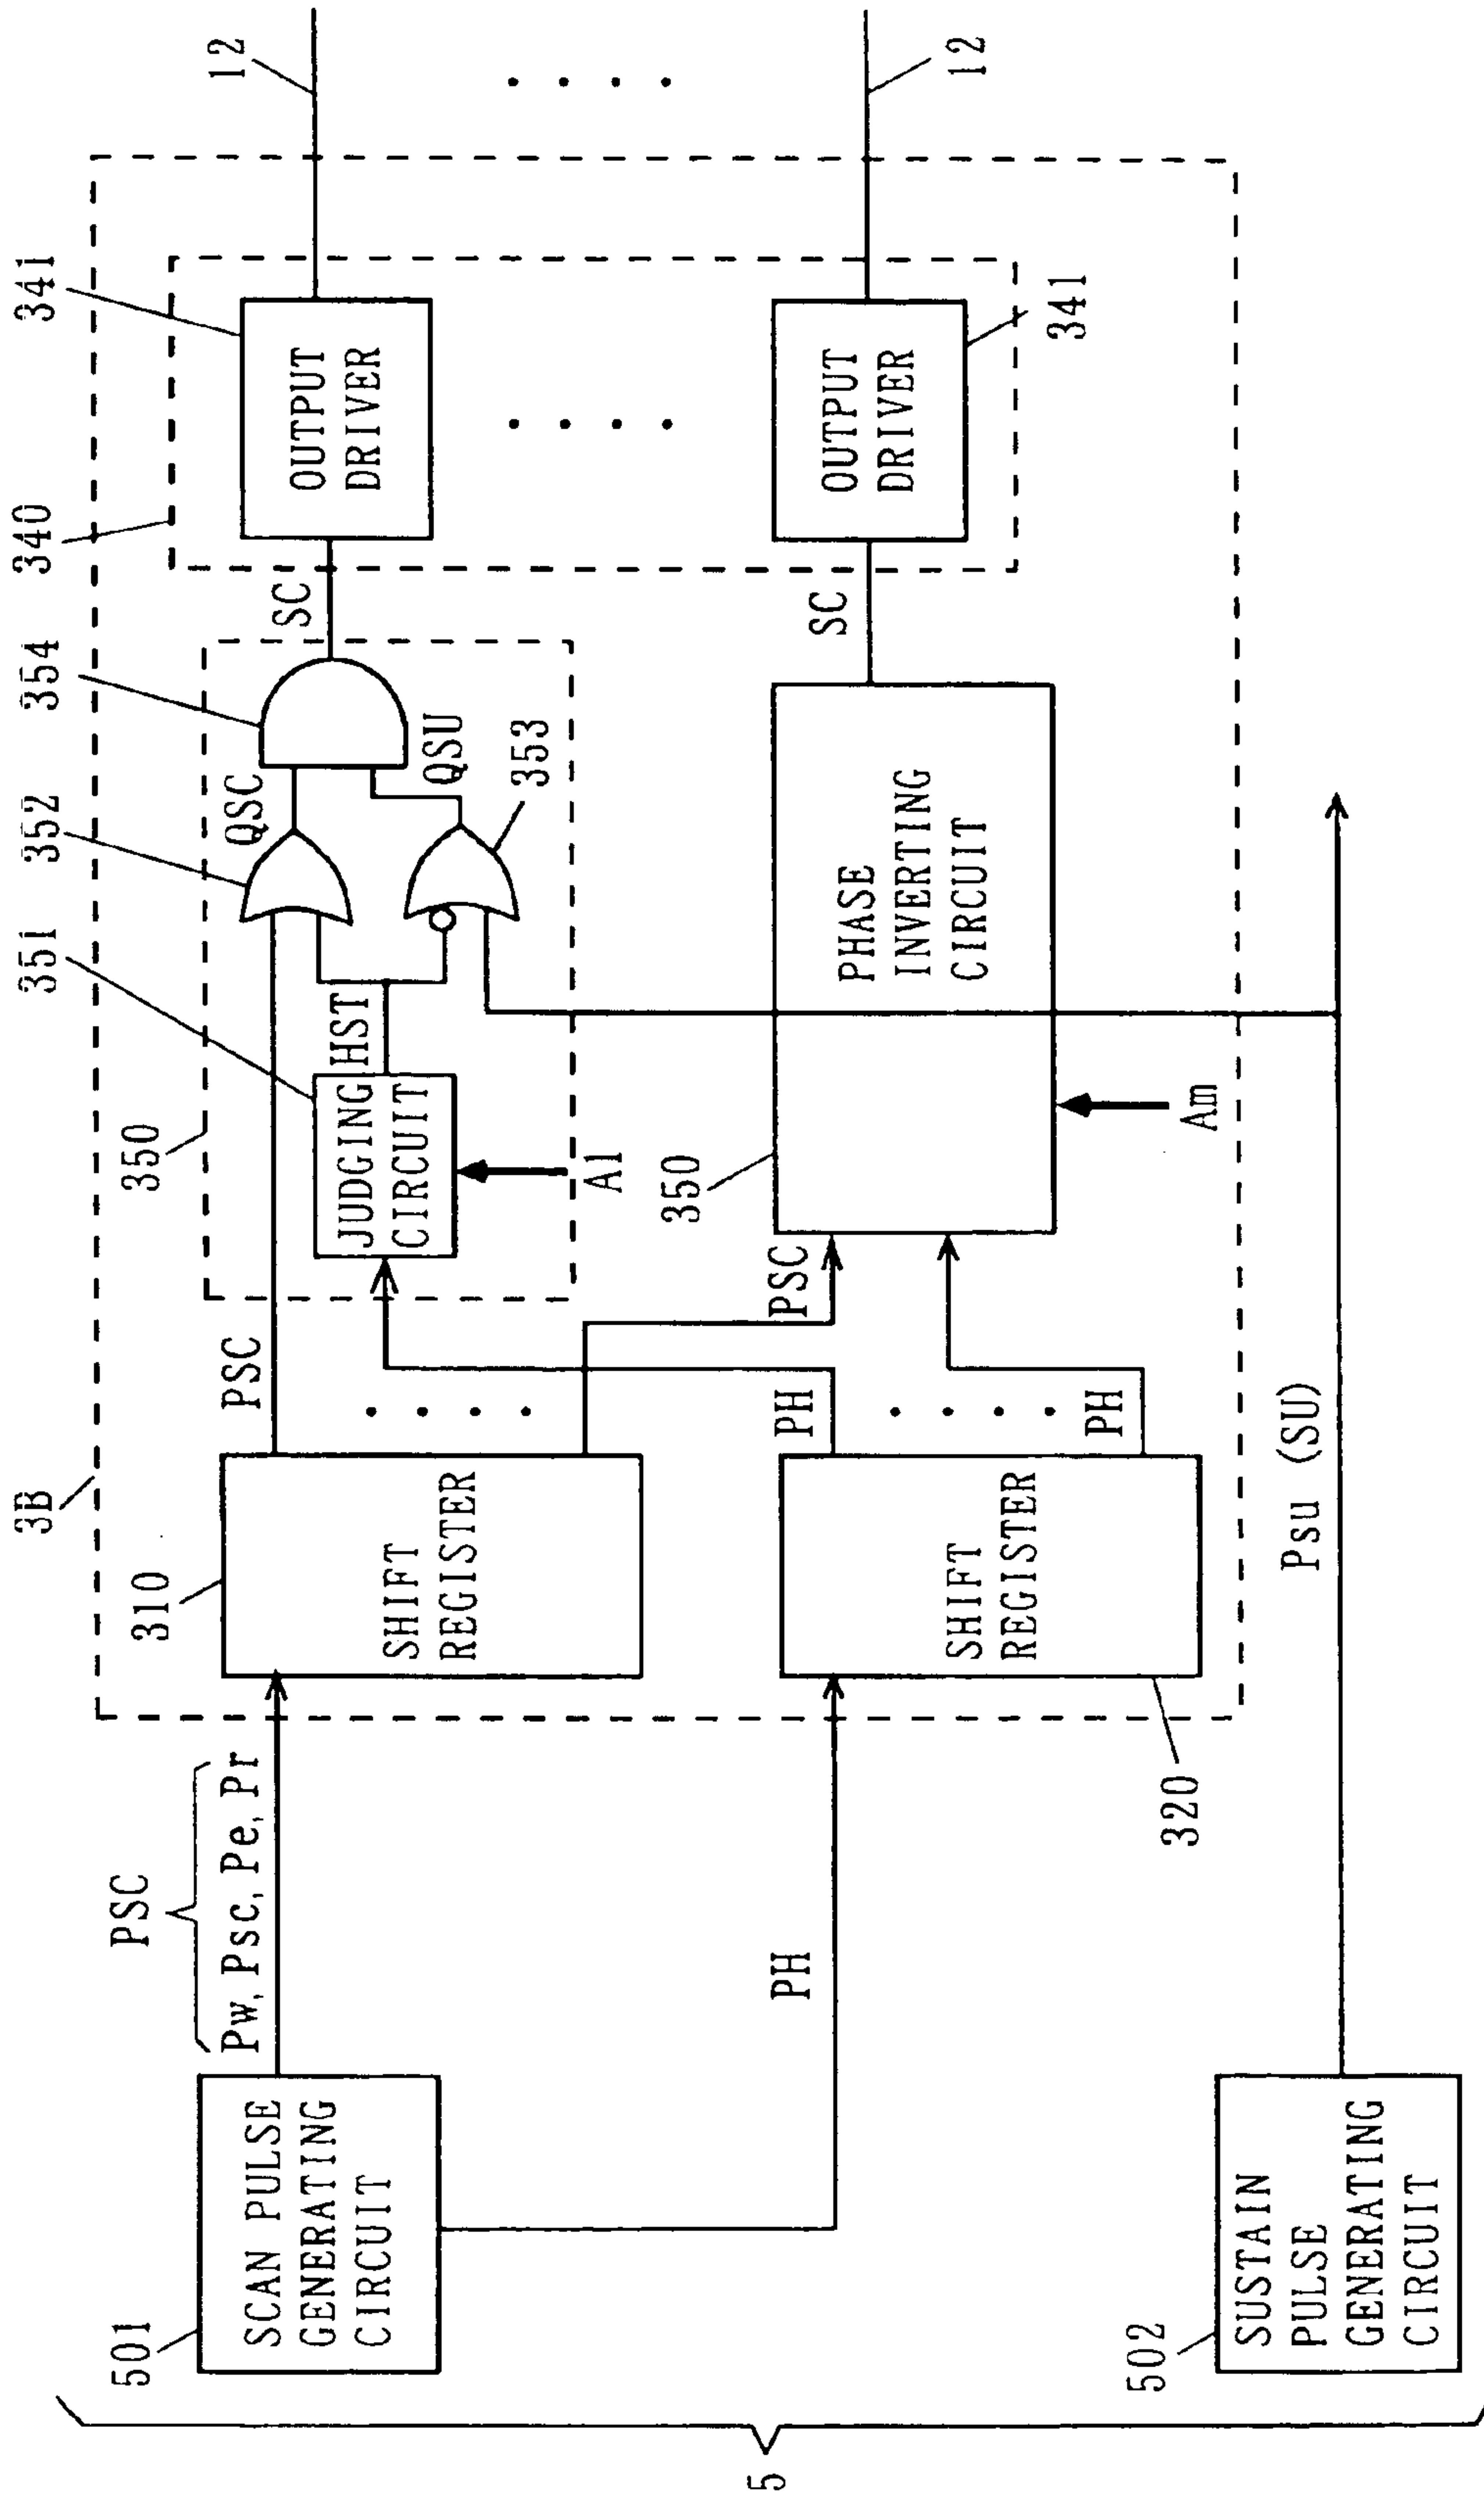 5
501
SCAN PULSE
GENERATING
CIRCUIT
502
SUSTAIN
PULSE
GENERATING
CIRCUIT
PSC
Pw, Psc, Pe, Pr
PH
Psu (SU)
3B
310
SHIFT
REGISTER
320
SHIFT
REGISTER
PSC
PSC
PH
PH
350
351
JUDGING
CIRCUIT
HST
A1
352
QSC
353
QSU
354
SC
350
PHASE
INVERTING
CIRCUIT
Am
SC
340
341
OUTPUT
DRIVER
OUTPUT
DRIVER
341
12
12